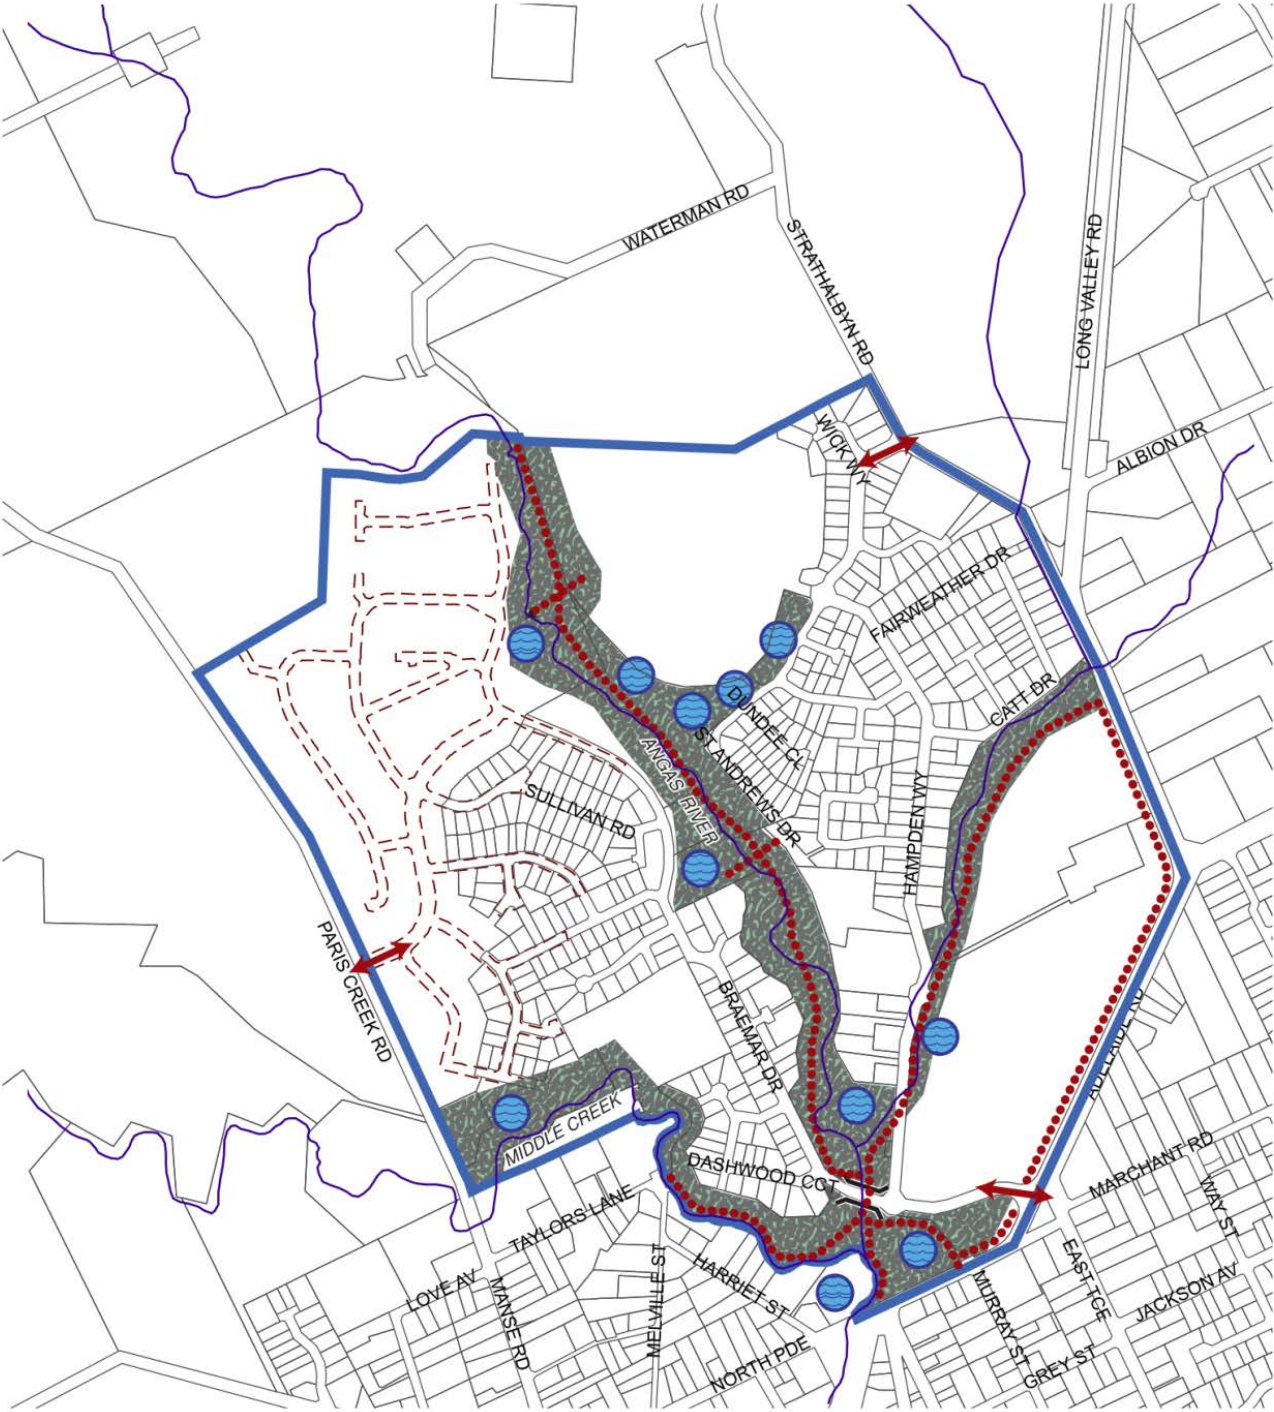 WATERMAN RD
STRATHALBYN RD
LONG VALLEY RD
WICK WY
ALBION DR
FAIRWEATHER DR
CATT DR
DUNDEE CL
ST ANDREWS DR
ANGAS RIVER
SULLIVAN RD
HAMPDEN WY
PARIS CREEK RD
BRAEMAR DR
ADELAIDE RD
MIDDLE CREEK
DASHWOOD CCT
MARCHANT RD
WAY ST
TAYLORS LANE
LOVE AV
MANSE RD
MELVILLE ST
HARRIET ST
EAST TCE
JACKSON AV
MURRAY ST
GREY ST
NORTH PDE